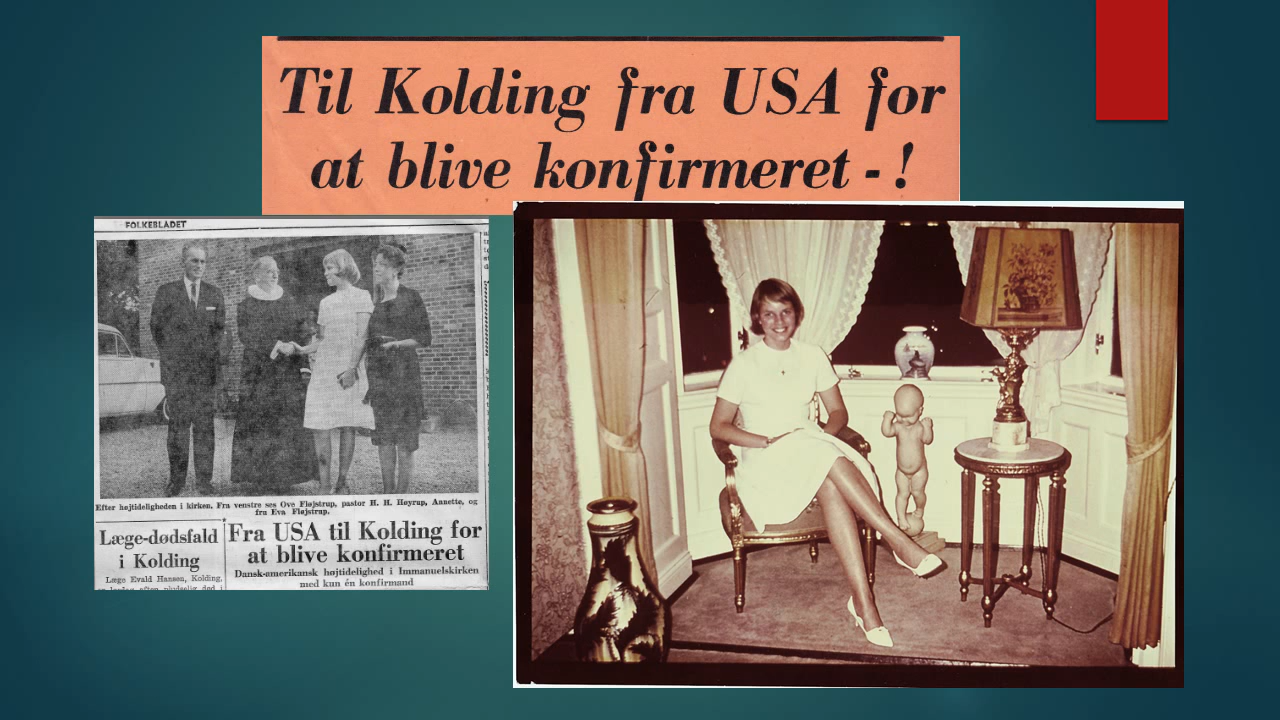 Til Kolding fra USA for
at blive konfirmeret - !
FOLKEBLADET
Efter højtideligheden i kirken. Fra venstre ses Ove Fløjstrup, pastor H. H. Høyrup, Annette, og
fru Eva Fløjstrup.
Læge-dødsfald
i Kolding
Læge Evald Hansen, Kolding,
Fra USA til Kolding for
at blive konfirmeret
Dansk-amerikansk højtidelighed i Immanuelskirken
med kun én konfirmand